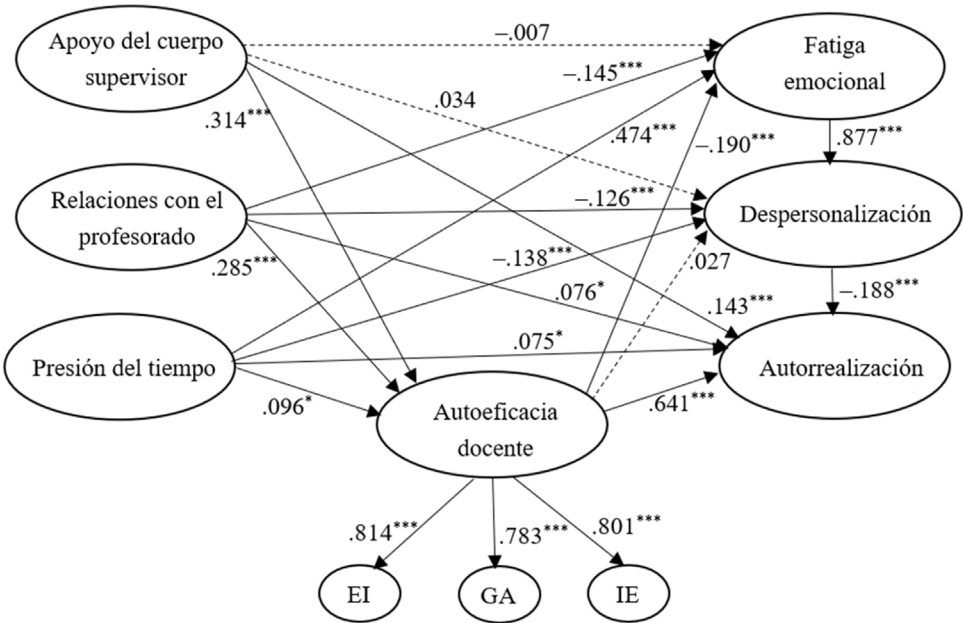 Apoyo del cuerpo
supervisor
–.007
Fatiga
emocional
–.145***
.034
.314***
.474***
–.190***
.877***
Relaciones con el
profesorado
–.126***
Despersonalización
.285***
–.138***
.027
.076*
–.188***
.143***
Presión del tiempo
.075*
Autorrealización
.096*
Autoeficacia
docente
.641***
.814***
.783***
.801***
EI
GA
IE